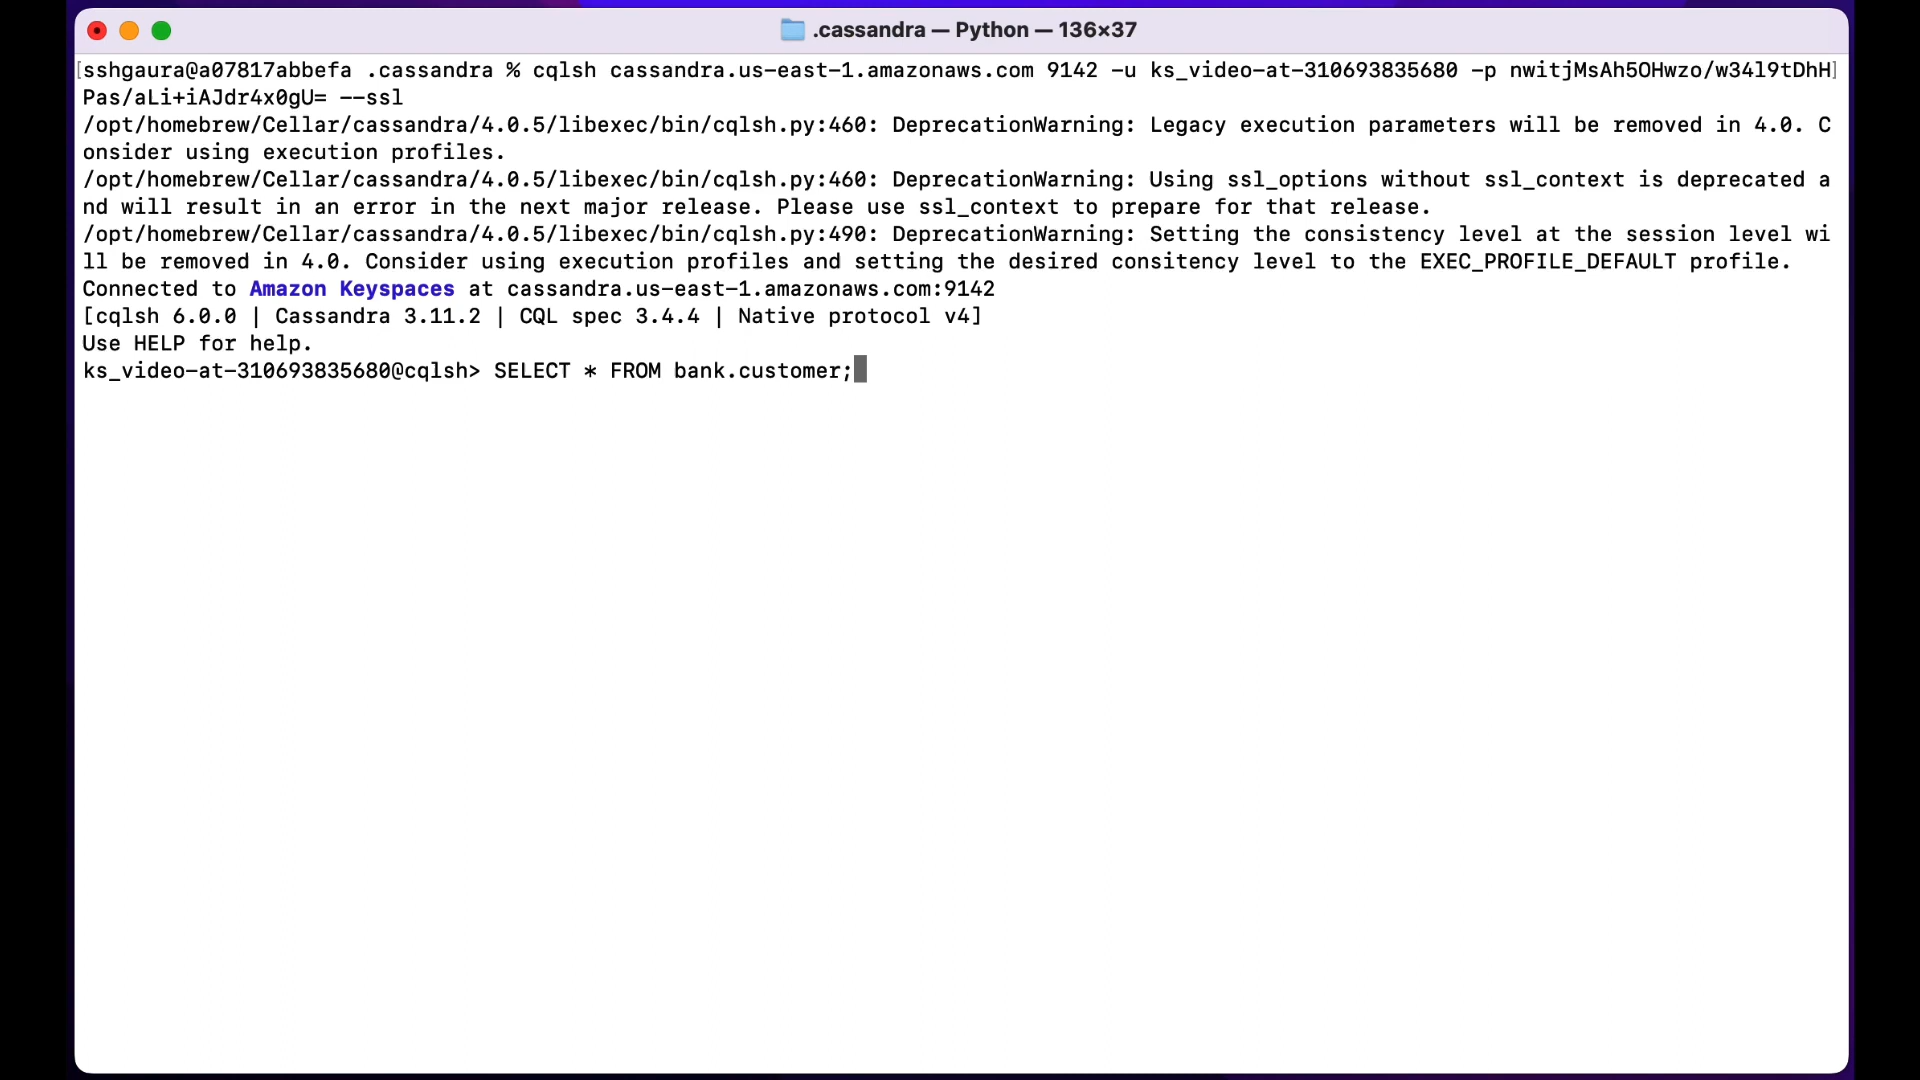 .cassandra — Python — 136×37
[sshgaura@a07817abbefa .cassandra % cqlsh cassandra.us-east-1.amazonaws.com 9142 -u ks_video-at-310693835680 -p nwitjMsAh5OHwzo/w34l9tDhH]
Pas/aLi+iAJdr4x0gU= --ssl
/opt/homebrew/Cellar/cassandra/4.0.5/libexec/bin/cqlsh.py:460: DeprecationWarning: Legacy execution parameters will be removed in 4.0. C
onsider using execution profiles.
/opt/homebrew/Cellar/cassandra/4.0.5/libexec/bin/cqlsh.py:460: DeprecationWarning: Using ssl_options without ssl_context is deprecated a
nd will result in an error in the next major release. Please use ssl_context to prepare for that release.
/opt/homebrew/Cellar/cassandra/4.0.5/libexec/bin/cqlsh.py:490: DeprecationWarning: Setting the consistency level at the session level wi
ll be removed in 4.0. Consider using execution profiles and setting the desired consitency level to the EXEC_PROFILE_DEFAULT profile.
Connected to Amazon Keyspaces at cassandra.us-east-1.amazonaws.com:9142
[cqlsh 6.0.0 | Cassandra 3.11.2 | CQL spec 3.4.4 | Native protocol v4]
Use HELP for help.
ks_video-at-310693835680@cqlsh> SELECT * FROM bank.customer;